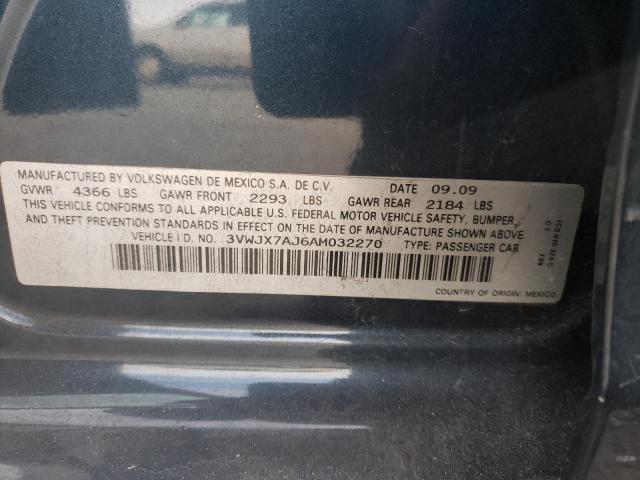 MANUFACTURED BY VOLKSWAGEN DE MEXICO S.A. DE C.V. DATE 09.09
GVWR 4366 LBS GAWR FRONT 2293 LBS GAWR REAR 2184 LBS
THIS VEHICLE CONFORMS TO ALL APPLICABLE U.S. FEDERAL MOTOR VEHICLE SAFETY, BUMPER,
AND THEFT PREVENTION STANDARDS IN EFFECT ON THE DATE OF MANUFACTURE SHOWN ABOVE.
VEHICLE I.D. NO. 3VWJX7AJ6AM032270 TYPE: PASSENGER CAR
COUNTRY OF ORIGIN: MEXICO